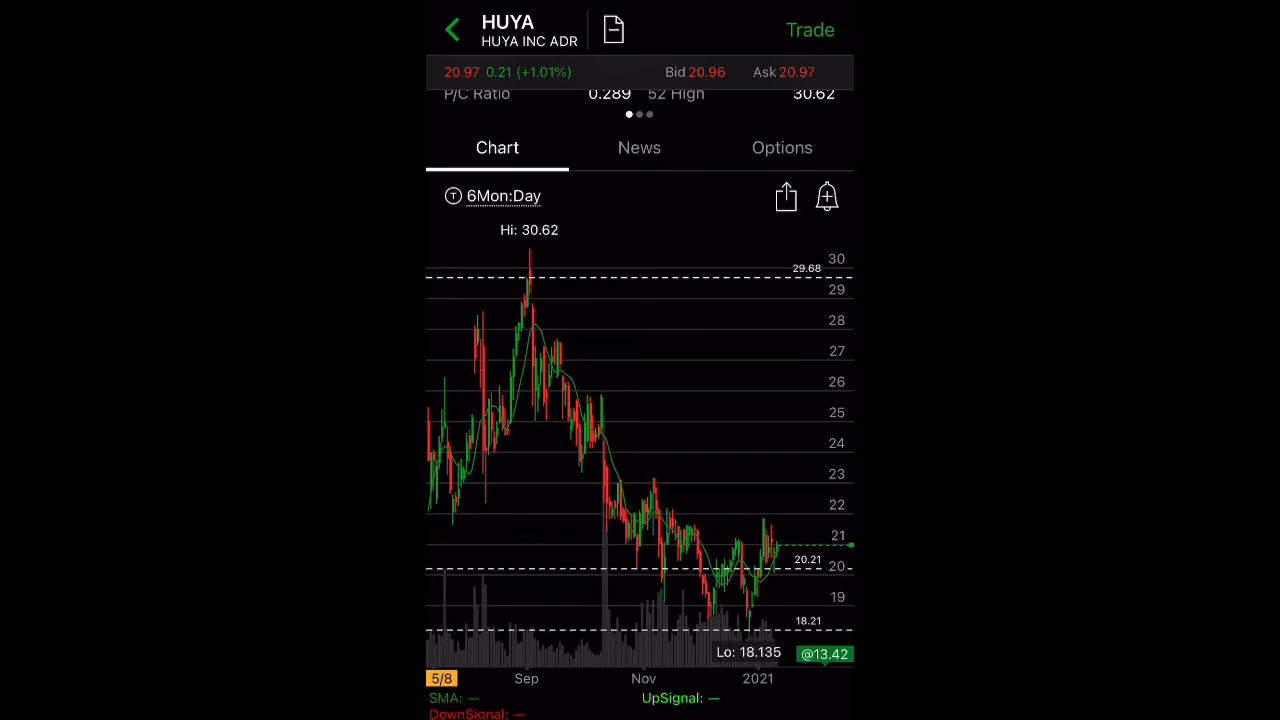 HUYA
HUYA INC ADR
Trade
20.97 0.21 (+1.01%) Bid 20.96 Ask 20.97
P/C Ratio 0.289 52 High 30.62
Chart News Options
T 6Mon:Day
Hi: 30.62
30
29.68
29
28
27
26
25
24
23
22
21
20.21
20
19
18.21
Lo: 18.135 @13.42
5/8 Sep Nov 2021
SMA: — UpSignal: —
DownSignal: —